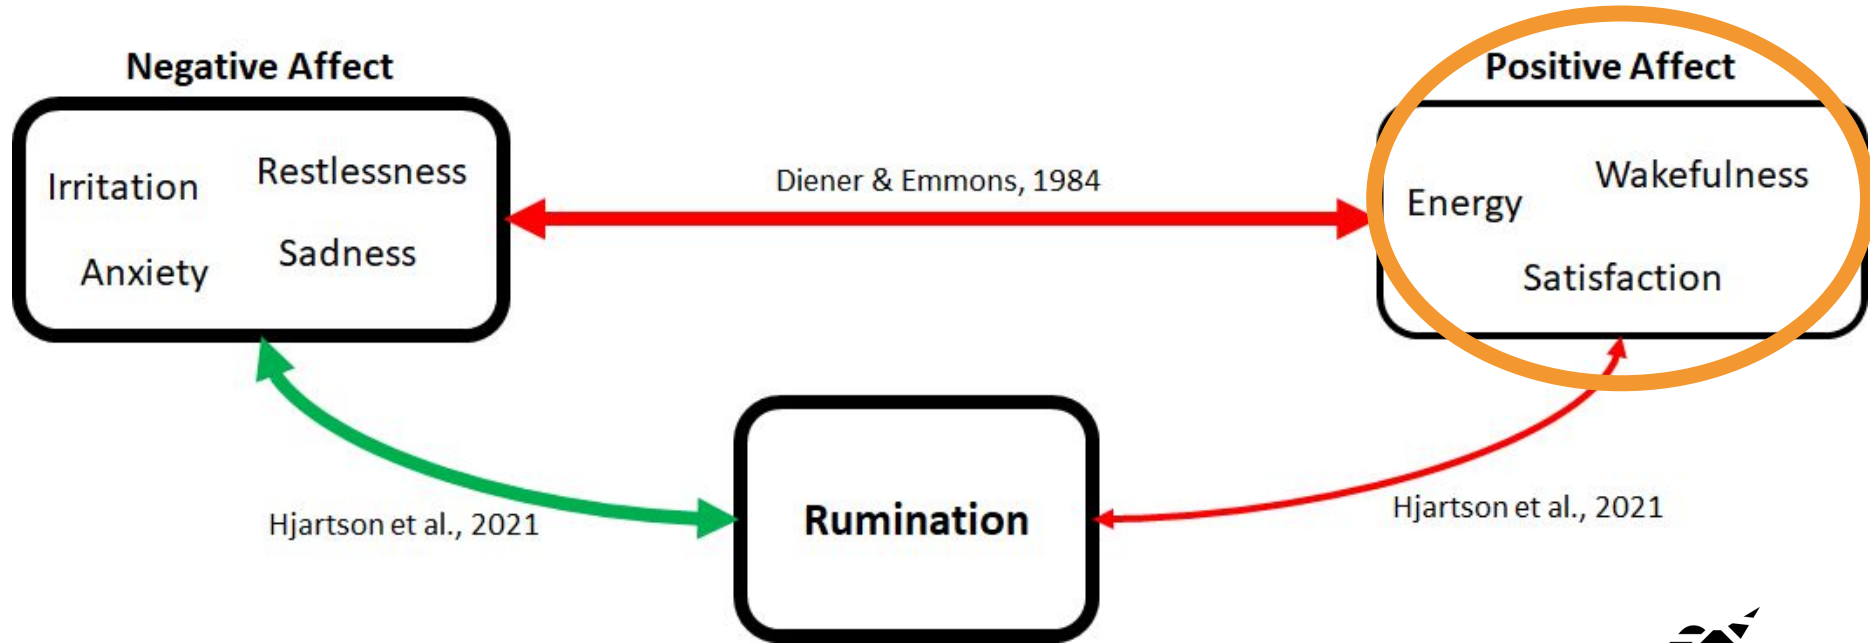 Negative Affect
Positive Affect
Irritation
Restlessness
Anxiety
Sadness
Diener & Emmons, 1984
Energy
Wakefulness
Satisfaction
Hjartson et al., 2021
Rumination
Hjartson et al., 2021